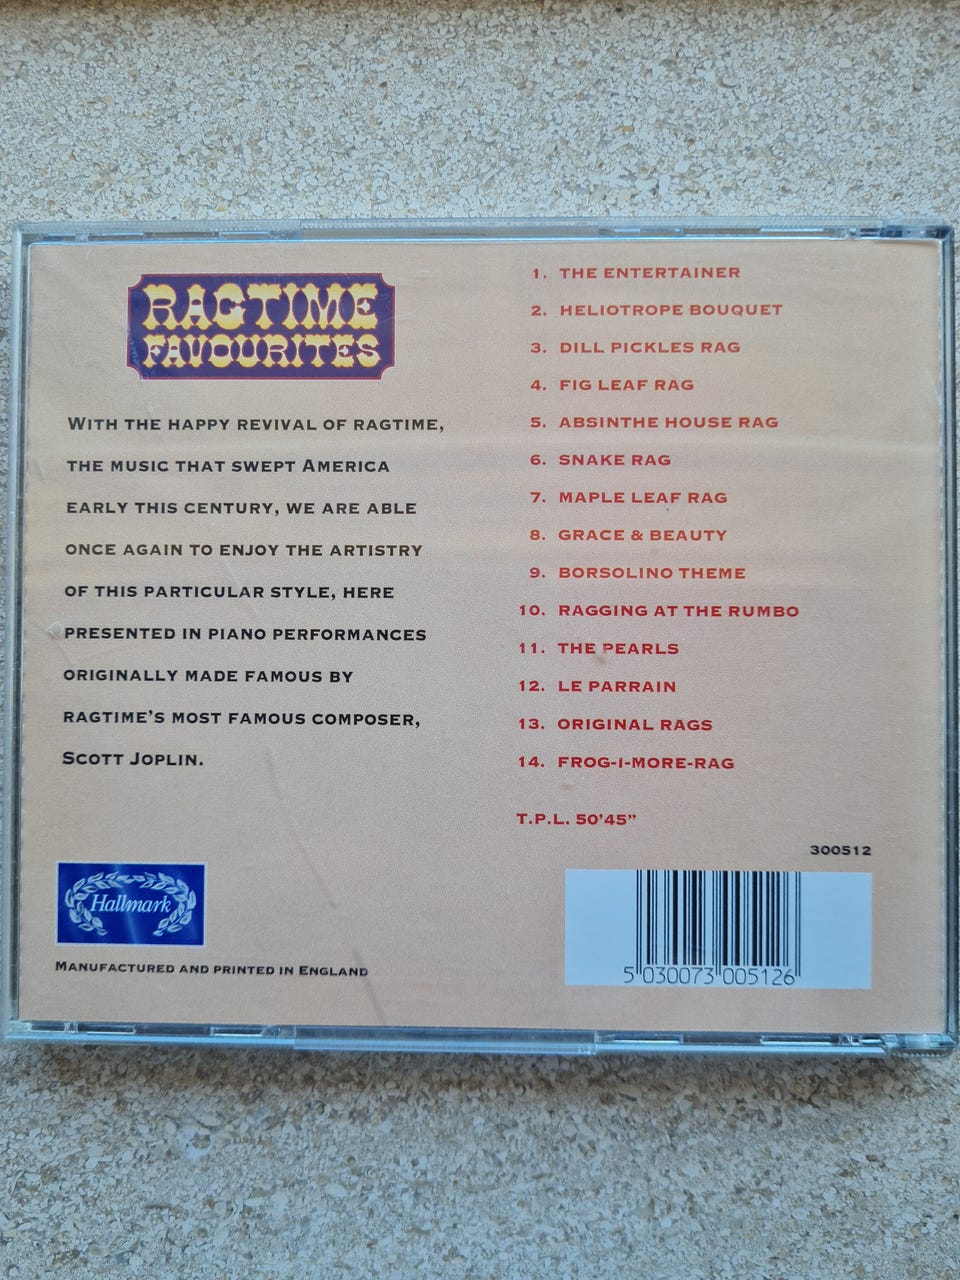 RAGTIME
FAVOURITES
WITH THE HAPPY REVIVAL OF RAGTIME,
THE MUSIC THAT SWEPT AMERICA
EARLY THIS CENTURY, WE ARE ABLE
ONCE AGAIN TO ENJOY THE ARTISTRY
OF THIS PARTICULAR STYLE, HERE
PRESENTED IN PIANO PERFORMANCES
ORIGINALLY MADE FAMOUS BY
RAGTIME'S MOST FAMOUS COMPOSER,
SCOTT JOPLIN.
Hallmark
MANUFACTURED AND PRINTED IN ENGLAND
1. THE ENTERTAINER
2. HELIOTROPE BOUQUET
3. DILL PICKLES RAG
4. FIG LEAF RAG
5. ABSINTHE HOUSE RAG
6. SNAKE RAG
7. MAPLE LEAF RAG
8. GRACE & BEAUTY
9. BORSOLINO THEME
10. RAGGING AT THE RUMBO
11. THE PEARLS
12. LE PARRAIN
13. ORIGINAL RAGS
14. FROG-I-MORE-RAG
T.P.L. 50'45"
300512
5 030073 005126